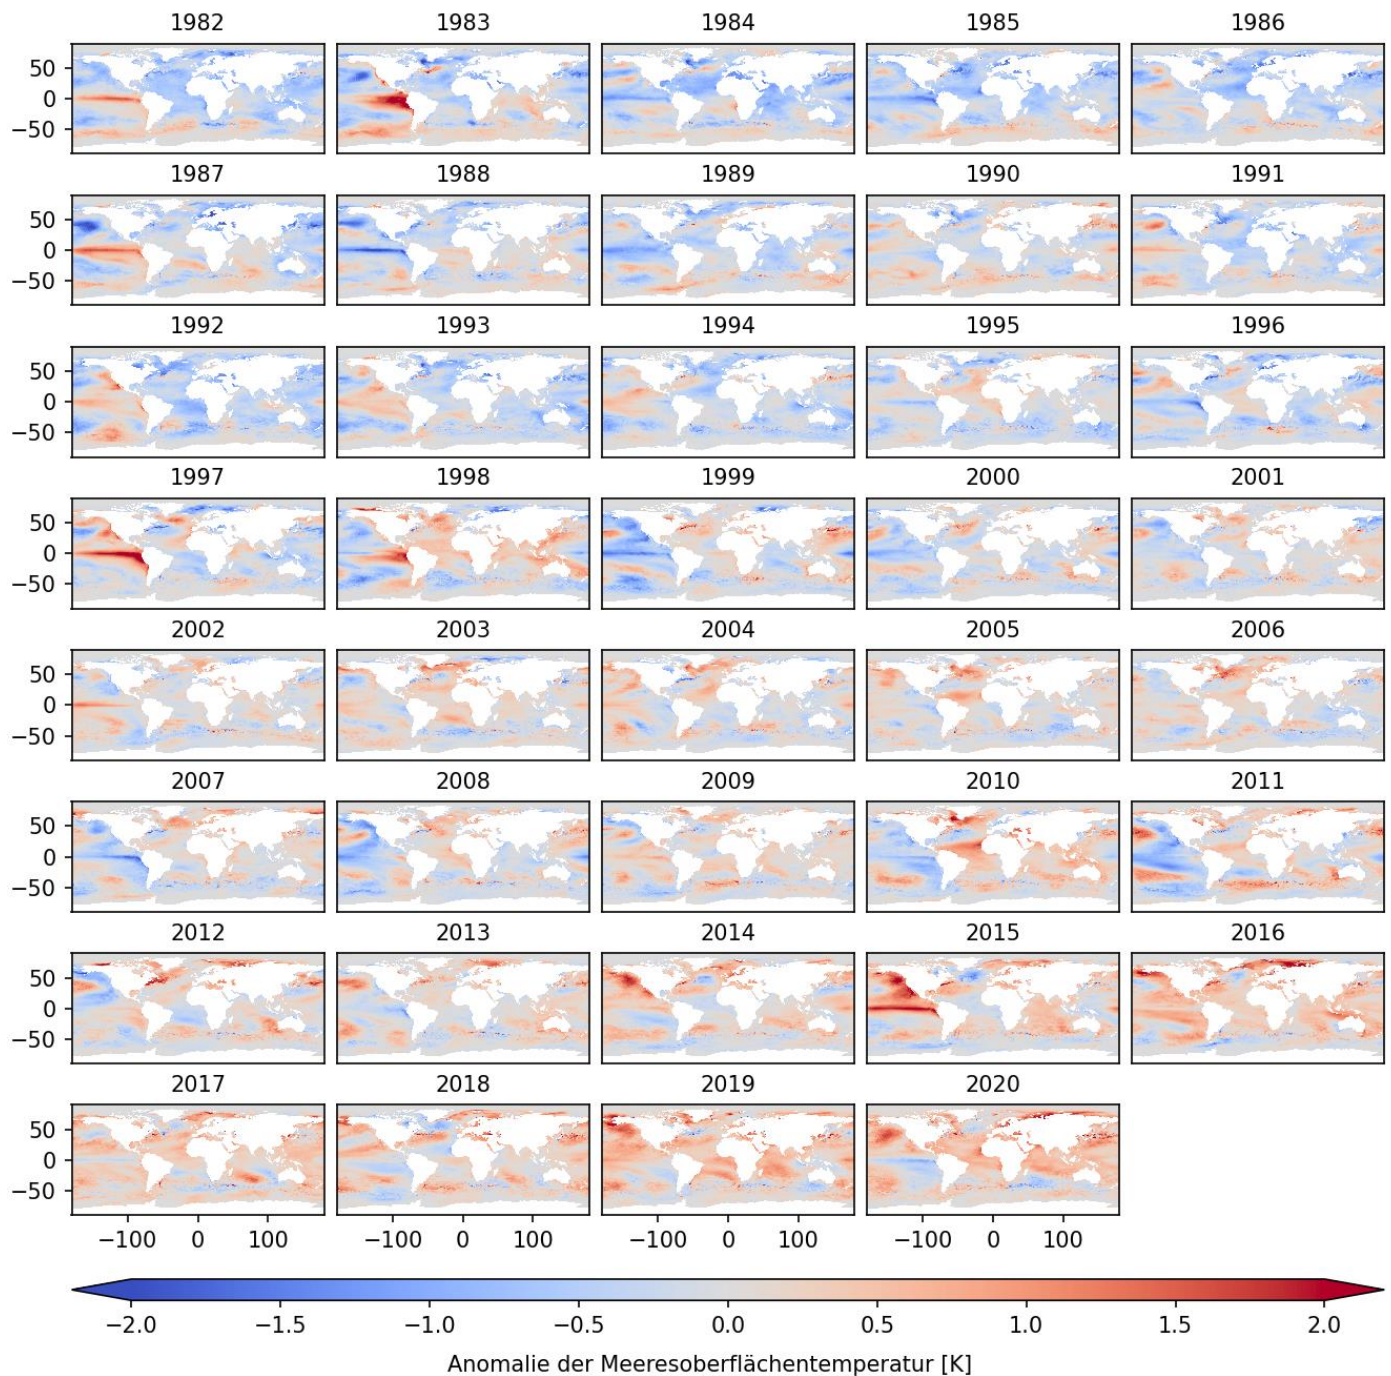 1982 1983 1984 1985 1986
50
0
−50
1987 1988 1989 1990 1991
50
0
−50
1992 1993 1994 1995 1996
50
0
−50
1997 1998 1999 2000 2001
50
0
−50
2002 2003 2004 2005 2006
50
0
−50
2007 2008 2009 2010 2011
50
0
−50
2012 2013 2014 2015 2016
50
0
−50
2017 2018 2019 2020
50
0
−50
−100 0 100 −100 0 100 −100 0 100 −100 0 100
−2.0 −1.5 −1.0 −0.5 0.0 0.5 1.0 1.5 2.0
Anomalie der Meeresoberflächentemperatur [K]